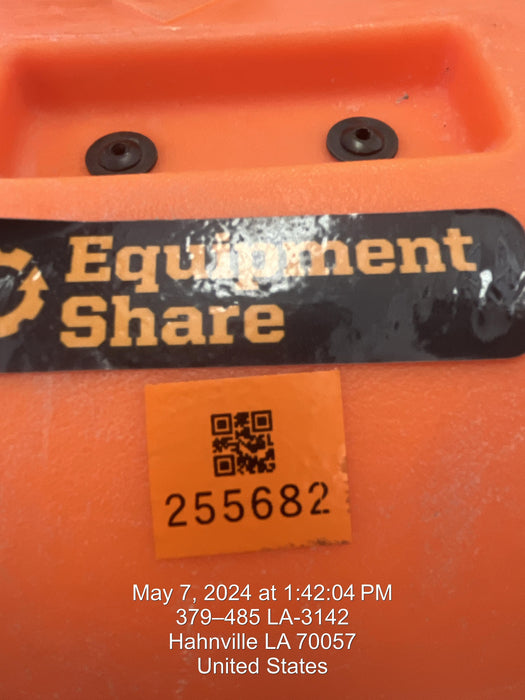 Equipment
Share
255682
May 7, 2024 at 1:42:04 PM
379–485 LA-3142
Hahnville LA 70057
United States